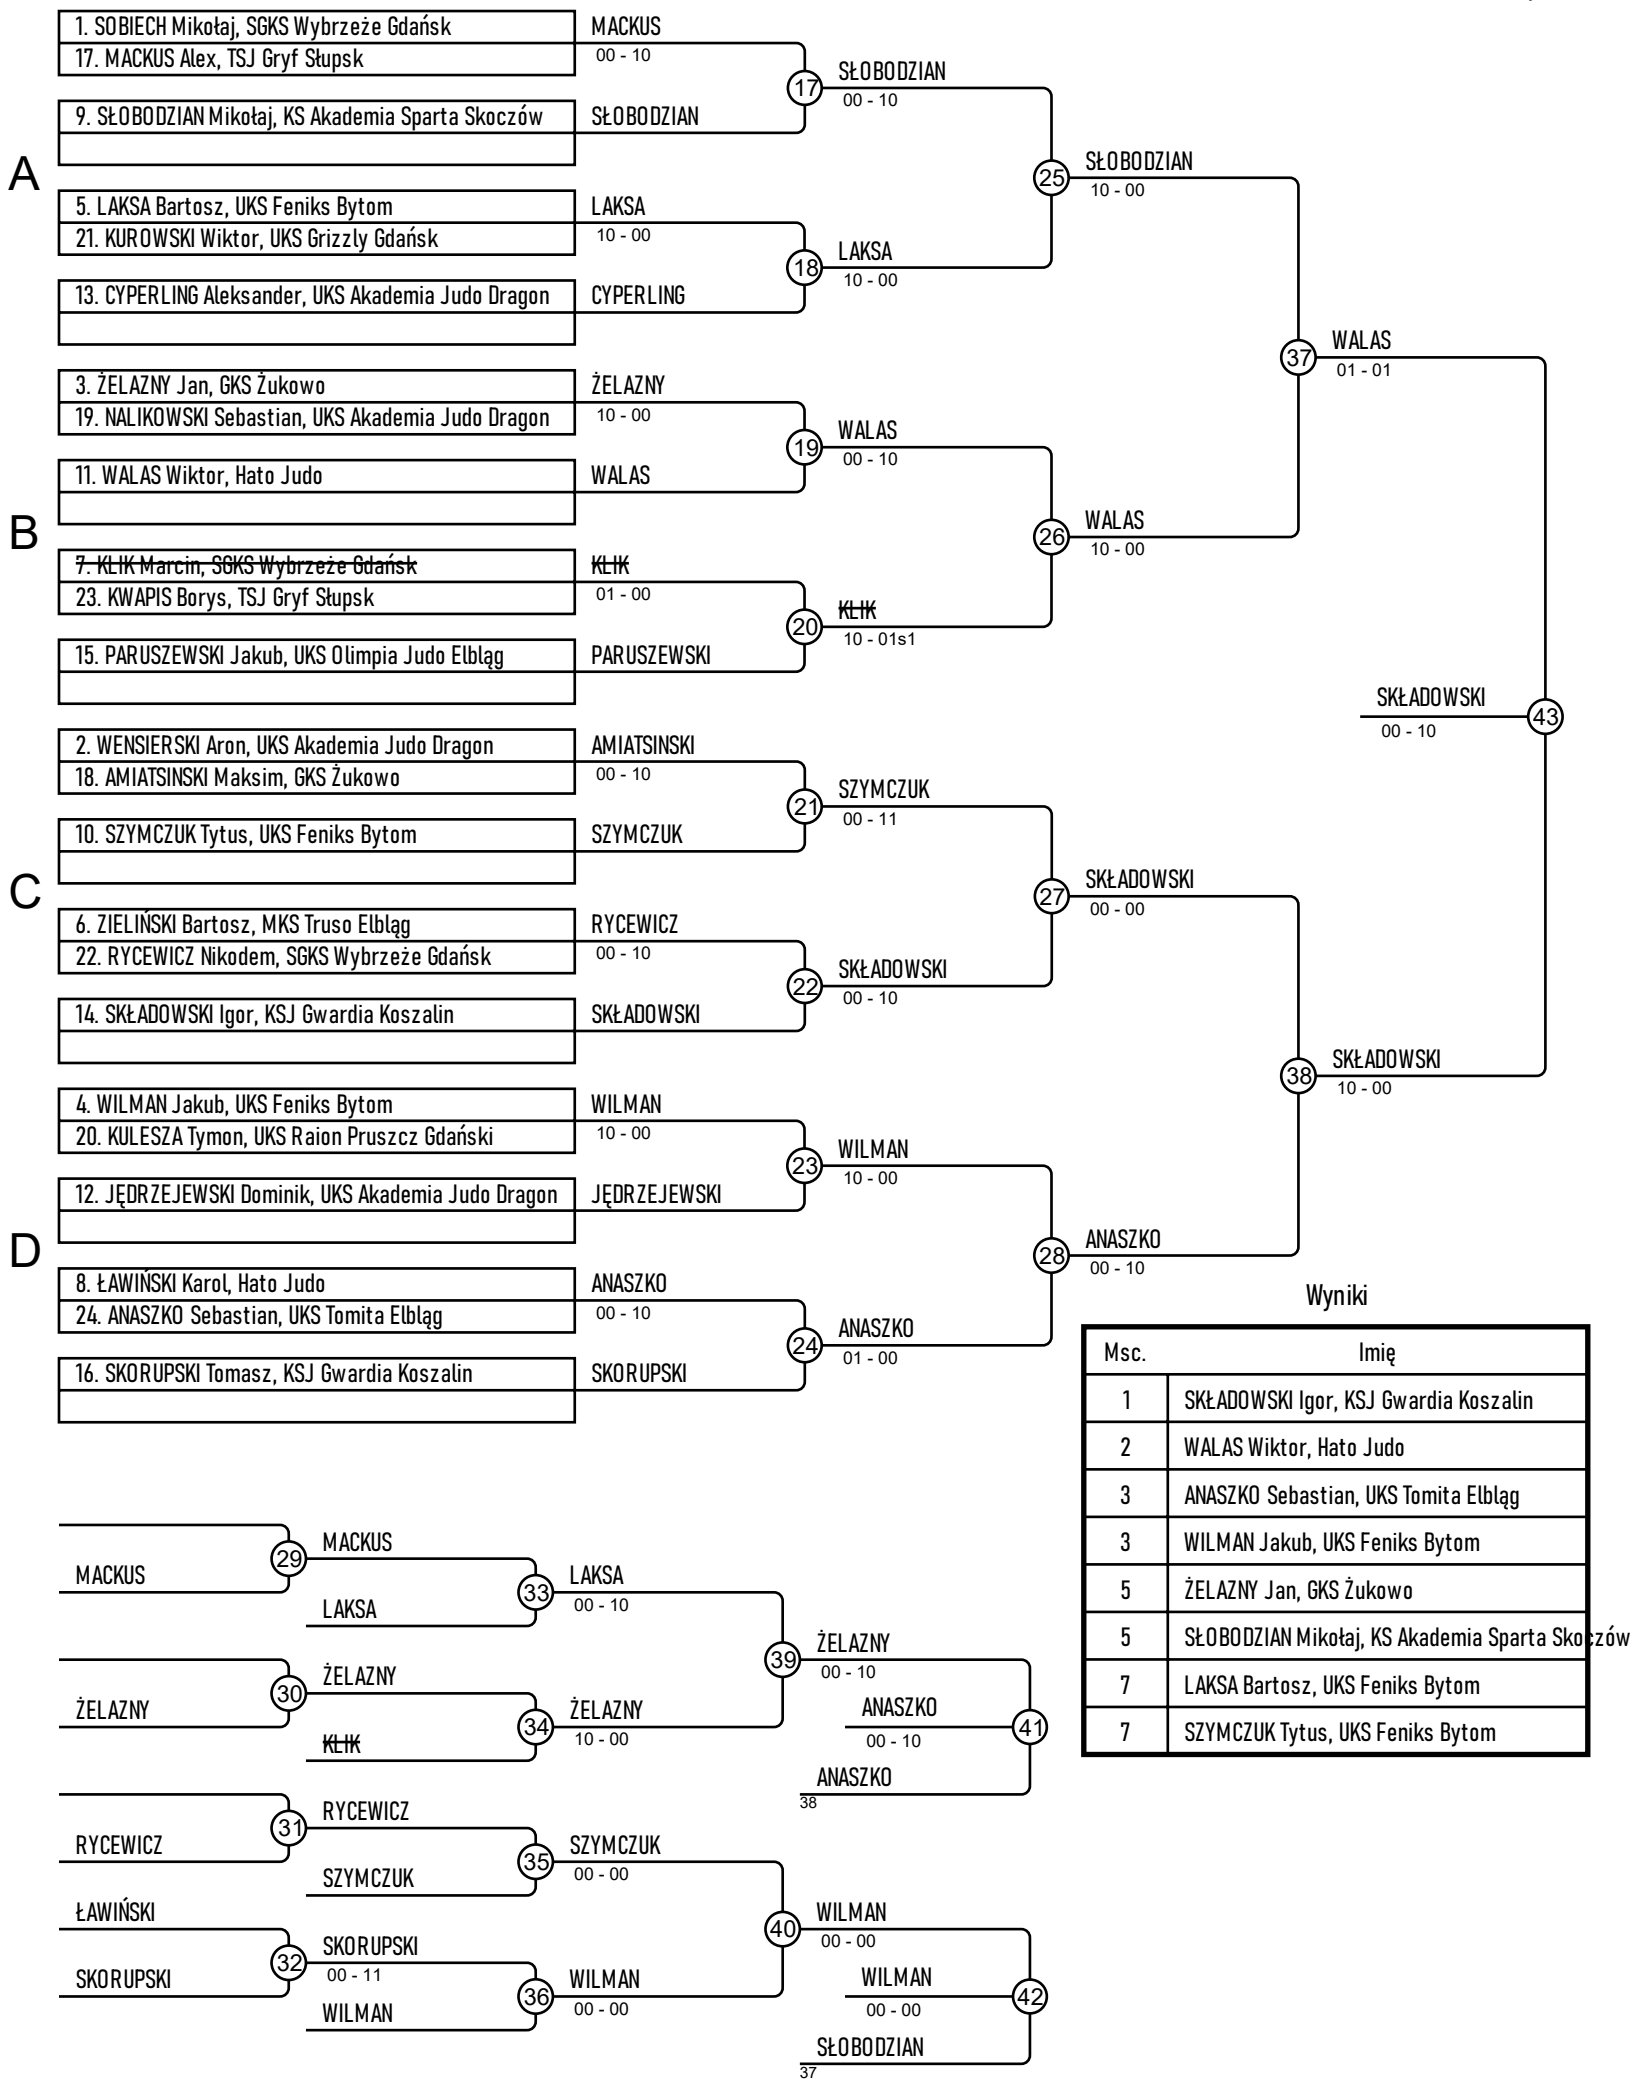 1. SOBIECH Mikołaj, SGKS Wybrzeże Gdańsk
17. MACKUS Alex, TSJ Gryf Słupsk
MACKUS
00 - 10
9. SŁOBODZIAN Mikołaj, KS Akademia Sparta Skoczów
SŁOBODZIAN
17
SŁOBODZIAN
00 - 10
A
5. LAKSA Bartosz, UKS Feniks Bytom
21. KUROWSKI Wiktor, UKS Grizzly Gdańsk
LAKSA
10 - 00
13. CYPERLING Aleksander, UKS Akademia Judo Dragon
CYPERLING
18
LAKSA
10 - 00
25
SŁOBODZIAN
10 - 00
3. ŻELAZNY Jan, GKS Żukowo
19. NALIKOWSKI Sebastian, UKS Akademia Judo Dragon
ŻELAZNY
10 - 00
11. WALAS Wiktor, Hato Judo
WALAS
19
WALAS
00 - 10
B
7. KLIK Marcin, SGKS Wybrzeże Gdańsk
23. KWAPIS Borys, TSJ Gryf Słupsk
KLIK
01 - 00
15. PARUSZEWSKI Jakub, UKS Olimpia Judo Elbląg
PARUSZEWSKI
20
KLIK
10 - 01s1
26
WALAS
10 - 00
37
WALAS
01 - 01
2. WENSIERSKI Aron, UKS Akademia Judo Dragon
18. AMIATSINSKI Maksim, GKS Żukowo
AMIATSINSKI
00 - 10
10. SZYMCZUK Tytus, UKS Feniks Bytom
SZYMCZUK
21
SZYMCZUK
00 - 11
C
6. ZIELIŃSKI Bartosz, MKS Truso Elbląg
22. RYCEWICZ Nikodem, SGKS Wybrzeże Gdańsk
RYCEWICZ
00 - 10
14. SKŁADOWSKI Igor, KSJ Gwardia Koszalin
SKŁADOWSKI
22
SKŁADOWSKI
00 - 10
27
SKŁADOWSKI
00 - 00
4. WILMAN Jakub, UKS Feniks Bytom
20. KULESZA Tymon, UKS Raion Pruszcz Gdański
WILMAN
10 - 00
12. JĘDRZEJEWSKI Dominik, UKS Akademia Judo Dragon
JĘDRZEJEWSKI
23
WILMAN
10 - 00
D
8. ŁAWIŃSKI Karol, Hato Judo
24. ANASZKO Sebastian, UKS Tomita Elbląg
ANASZKO
00 - 10
16. SKORUPSKI Tomasz, KSJ Gwardia Koszalin
SKORUPSKI
24
ANASZKO
01 - 00
28
ANASZKO
00 - 10
38
SKŁADOWSKI
10 - 00
SKŁADOWSKI
00 - 10
43
Wyniki
Msc. Imię
1 SKŁADOWSKI Igor, KSJ Gwardia Koszalin
2 WALAS Wiktor, Hato Judo
3 ANASZKO Sebastian, UKS Tomita Elbląg
3 WILMAN Jakub, UKS Feniks Bytom
5 ŻELAZNY Jan, GKS Żukowo
5 SŁOBODZIAN Mikołaj, KS Akademia Sparta Skoczów
7 LAKSA Bartosz, UKS Feniks Bytom
7 SZYMCZUK Tytus, UKS Feniks Bytom
MACKUS
29
MACKUS
LAKSA
33
LAKSA
00 - 10
ŻELAZNY
30
ŻELAZNY
KLIK
34
ŻELAZNY
10 - 00
39
ŻELAZNY
00 - 10
ANASZKO
00 - 10
41
ANASZKO
38
RYCEWICZ
31
RYCEWICZ
SZYMCZUK
35
SZYMCZUK
00 - 00
ŁAWIŃSKI
SKORUPSKI
32
SKORUPSKI
00 - 11
WILMAN
36
WILMAN
00 - 00
40
WILMAN
00 - 00
WILMAN
00 - 00
42
SŁOBODZIAN
37